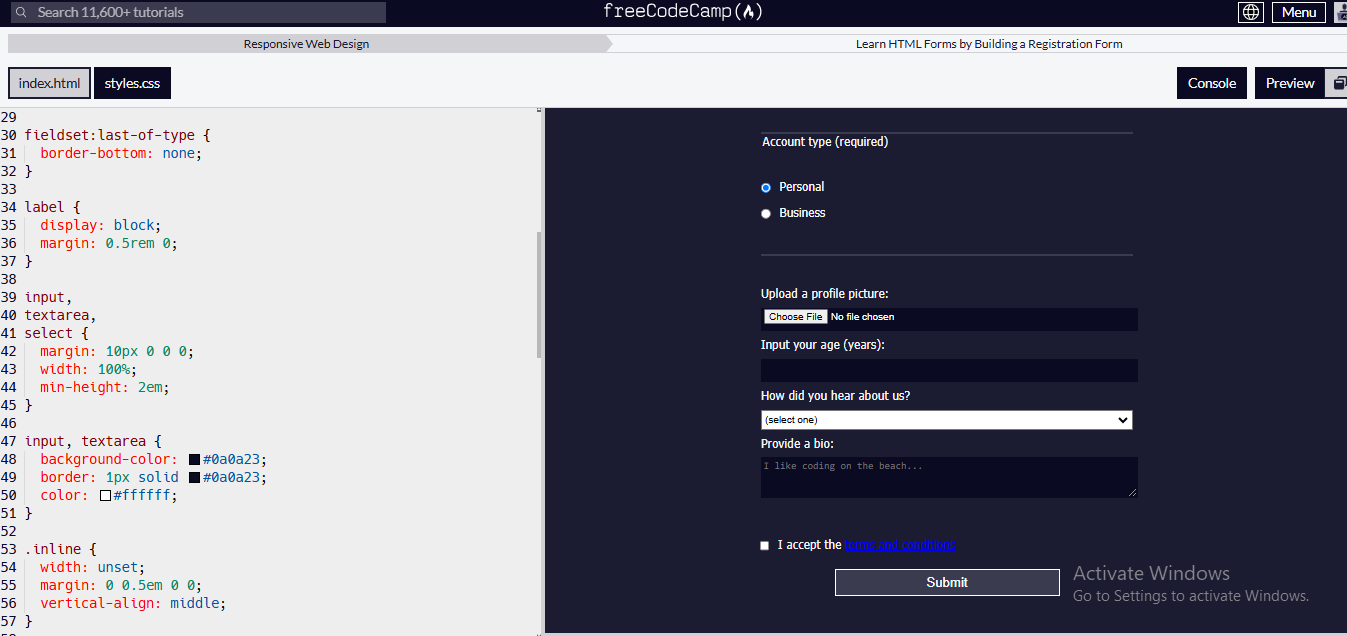 Search 11,600+ tutorials
freeCodeCamp
Menu
Responsive Web Design
Learn HTML Forms by Building a Registration Form
index.html
styles.css
Console
Preview
29
30 fieldset:last-of-type {
31 border-bottom: none;
32 }
33
34 label {
35 display: block;
36 margin: 0.5rem 0;
37 }
38
39 input,
40 textarea,
41 select {
42 margin: 10px 0 0 0;
43 width: 100%;
44 min-height: 2em;
45 }
46
47 input, textarea {
48 background-color: #0a0a23;
49 border: 1px solid #0a0a23;
50 color: #ffffff;
51 }
52
53 .inline {
54 width: unset;
55 margin: 0 0.5em 0 0;
56 vertical-align: middle;
57 }
Account type (required)
Personal
Business
Upload a profile picture:
Choose File No file chosen
Input your age (years):
How did you hear about us?
(select one)
Provide a bio:
I like coding on the beach...
I accept the terms and conditions
Submit
Activate Windows
Go to Settings to activate Windows.